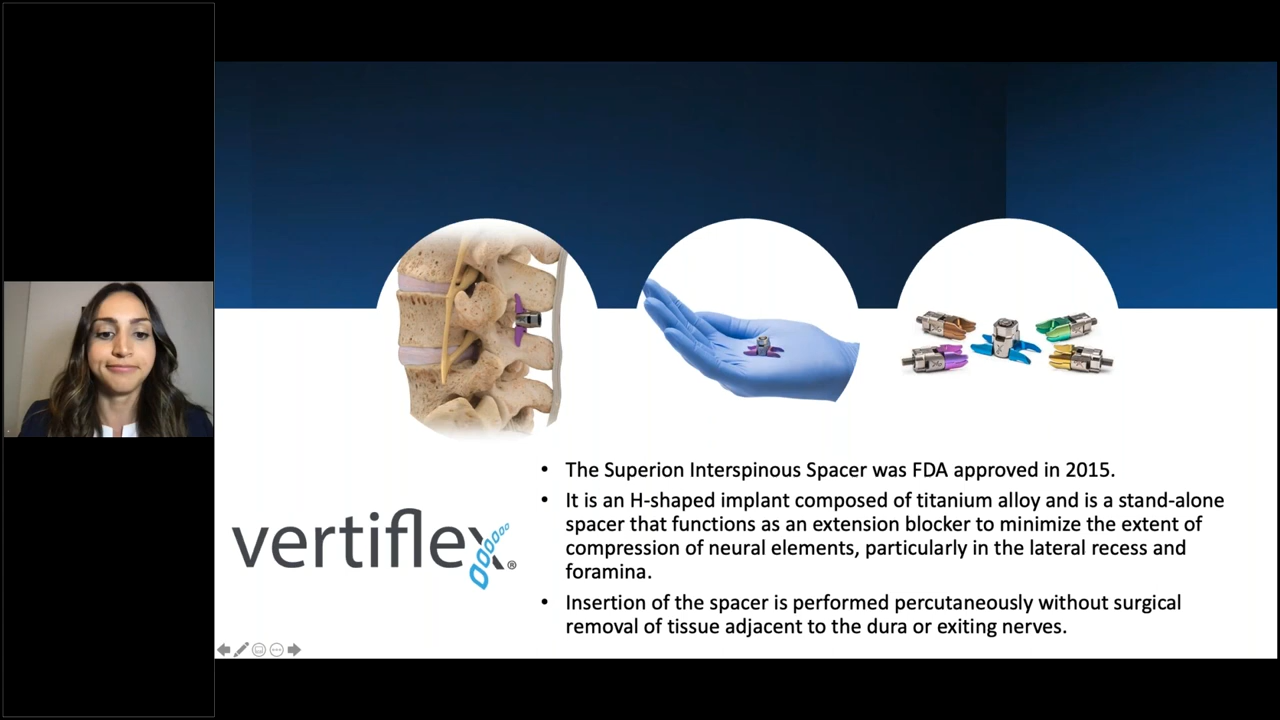 • The Superion Interspinous Spacer was FDA approved in 2015.
• It is an H-shaped implant composed of titanium alloy and is a stand-alone
spacer that functions as an extension blocker to minimize the extent of
compression of neural elements, particularly in the lateral recess and
foramina.
vertiflex®
• Insertion of the spacer is performed percutaneously without surgical
removal of tissue adjacent to the dura or exiting nerves.